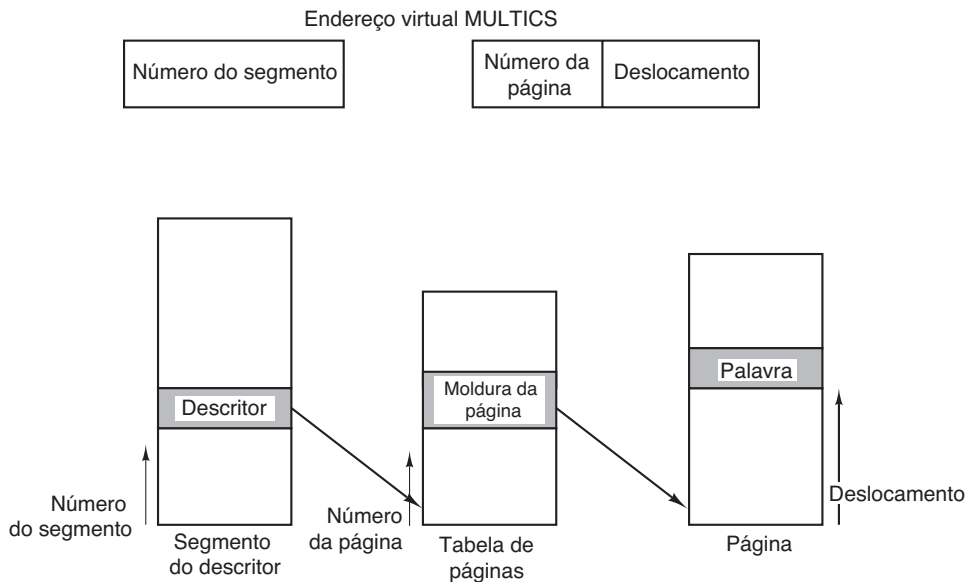 Endereço virtual MULTICS
Número do segmento
Número da
página
Deslocamento
Descritor
Moldura da
página
Palavra
Número
do segmento
Número
da página
Deslocamento
Segmento
do descritor
Tabela de
páginas
Página